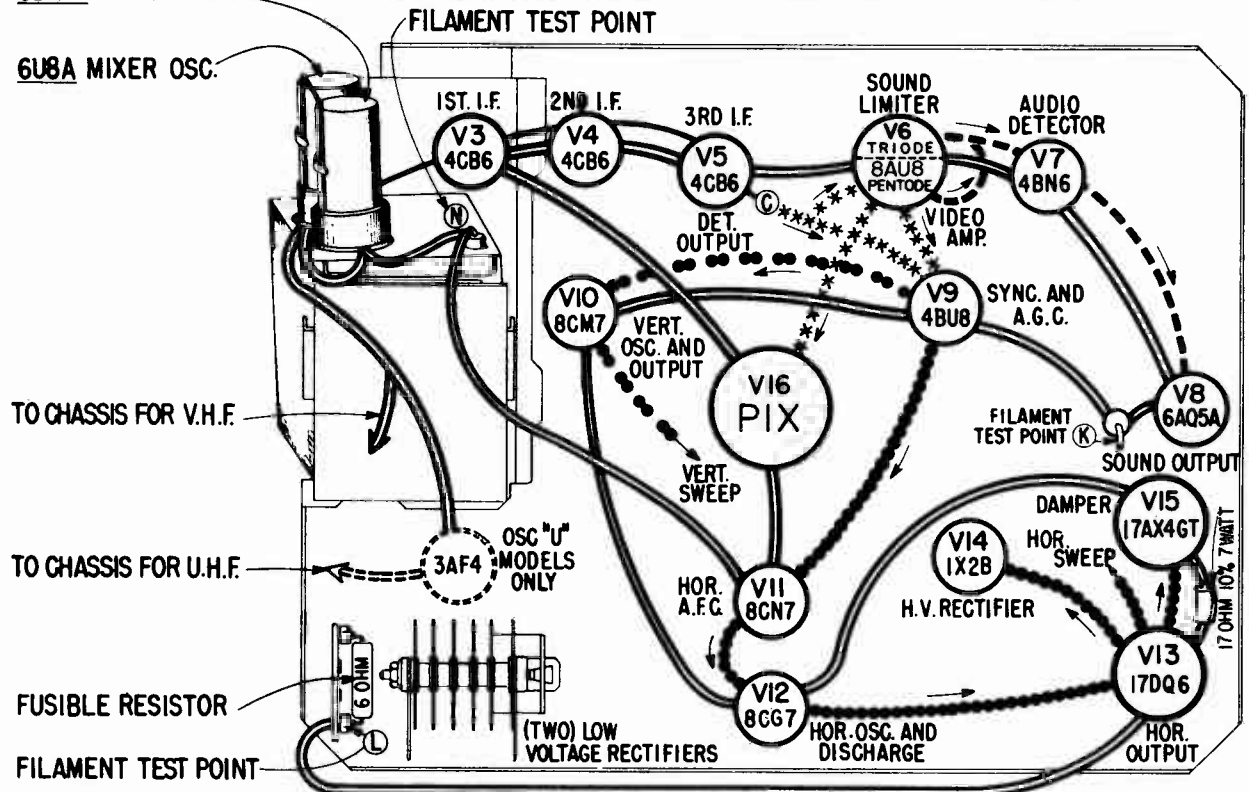 FILAMENT TEST POINT
6U8A MIXER OSC.
1ST. I.F.
V3
4CB6
2ND I.F.
V4
4CB6
3RD I.F.
V5
4CB6
SOUND
LIMITER
V6
TRIODE
8AU8
PENTODE
AUDIO
DETECTOR
V7
4BN6
N
C
DET.
OUTPUT
VIDEO
AMP.
V10
8CM7
VERT.
OSC. AND
OUTPUT
V9
4BU8
SYNC. AND
A.G.C.
V16
PIX
V8
6AQ5A
FILAMENT
TEST POINT K
SOUND OUTPUT
TO CHASSIS FOR V.H.F.
VERT.
SWEEP
DAMPER
V15
17AX4GT
17 OHM 10% 7 WATT
HOR.
SWEEP
V14
1X2B
H.V. RECTIFIER
TO CHASSIS FOR U.H.F.
3AF4
OSC "U"
MODELS
ONLY
HOR.
A.F.C.
V11
8CN7
V13
17DQ6
HOR.
OUTPUT
V12
8CG7
HOR. OSC. AND
DISCHARGE
FUSIBLE RESISTOR
6 OHM
(TWO) LOW
VOLTAGE RECTIFIERS
L
FILAMENT TEST POINT